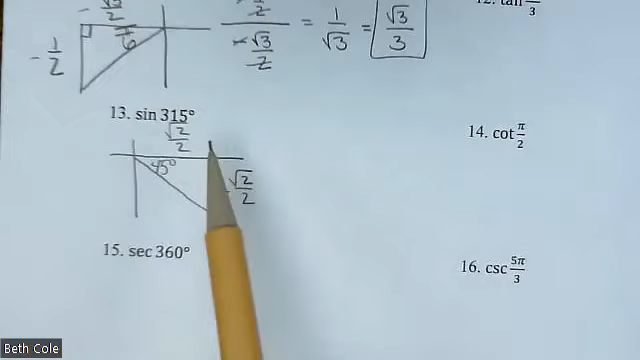 - √3/2
12. tan π/3
- 1/2
π/6
-1/2 / -√3/2 = 1/√3 = √3/3
13. sin 315°
√2/2
14. cot π/2
45°
- √2/2
15. sec 360°
16. csc 5π/3
Beth Cole